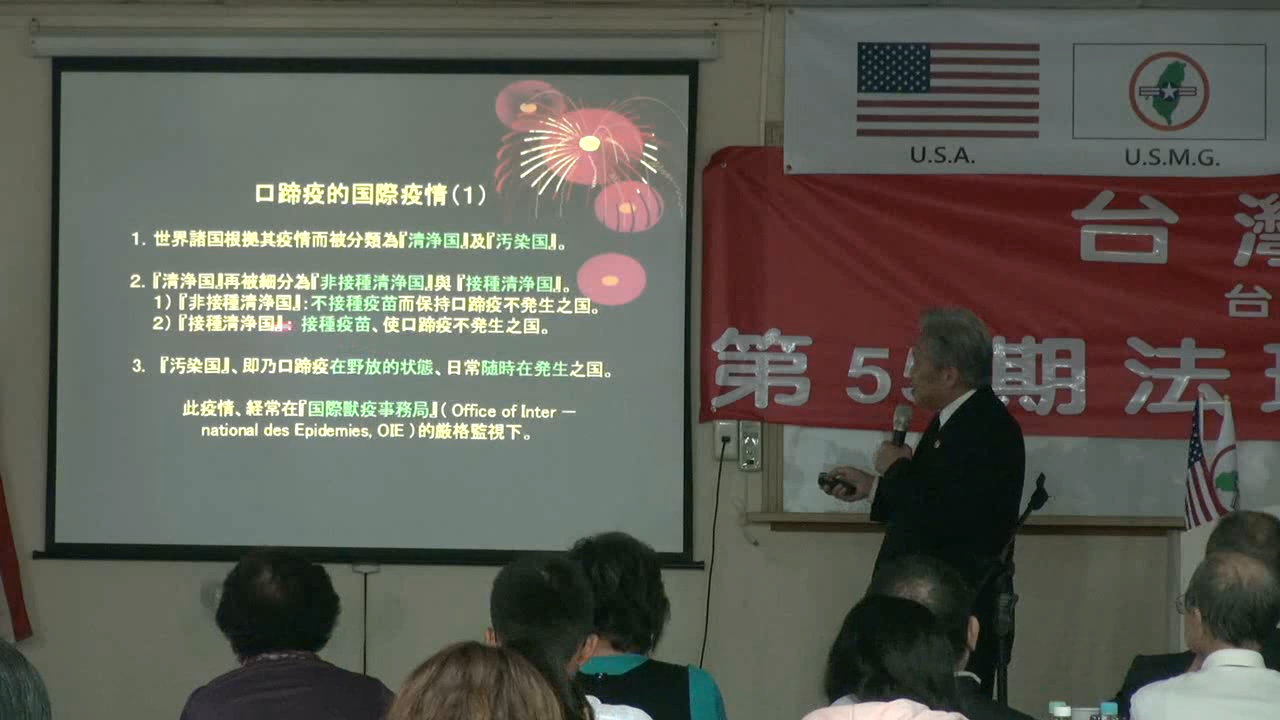 口蹄疫的国際疫情(1)
1. 世界諸国根拠其疫情而被分類為『清浄国』及『汚染国』。
2. 『清浄国』再被細分為『非接種清浄国』與『接種清浄国』。
1) 『非接種清浄国』: 不接種疫苗而保持口蹄疫不発生之国。
2) 『接種清浄国』: 接種疫苗、使口蹄疫不発生之国。
3. 『汚染国』、即乃口蹄疫在野放的状態、日常随時在発生之国。
此疫情、経常在『国際獣疫事務局』( Office of Inter －
national des Epidemies, OIE ) 的厳格監視下。
U.S.A.
U.S.M.G.
台灣
台
第55期法理